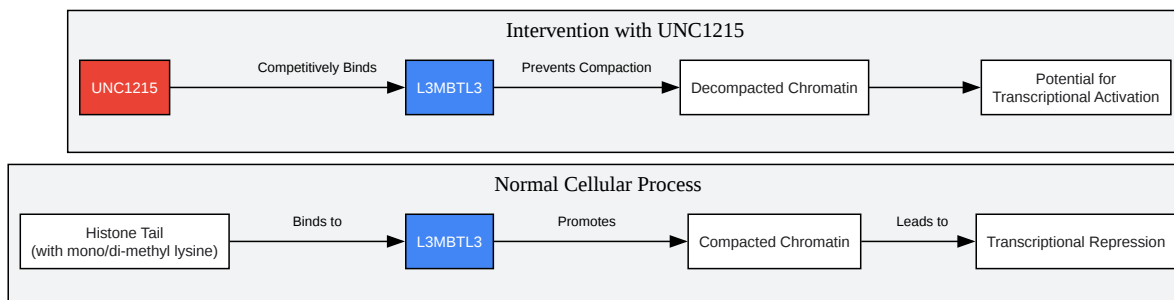 Intervention with UNC1215
UNC1215
Competitively Binds
L3MBTL3
Prevents Compaction
Decompacted Chromatin
Potential for
Transcriptional Activation
Normal Cellular Process
Histone Tail
(with mono/di-methyl lysine)
Binds to
L3MBTL3
Promotes
Compacted Chromatin
Leads to
Transcriptional Repression